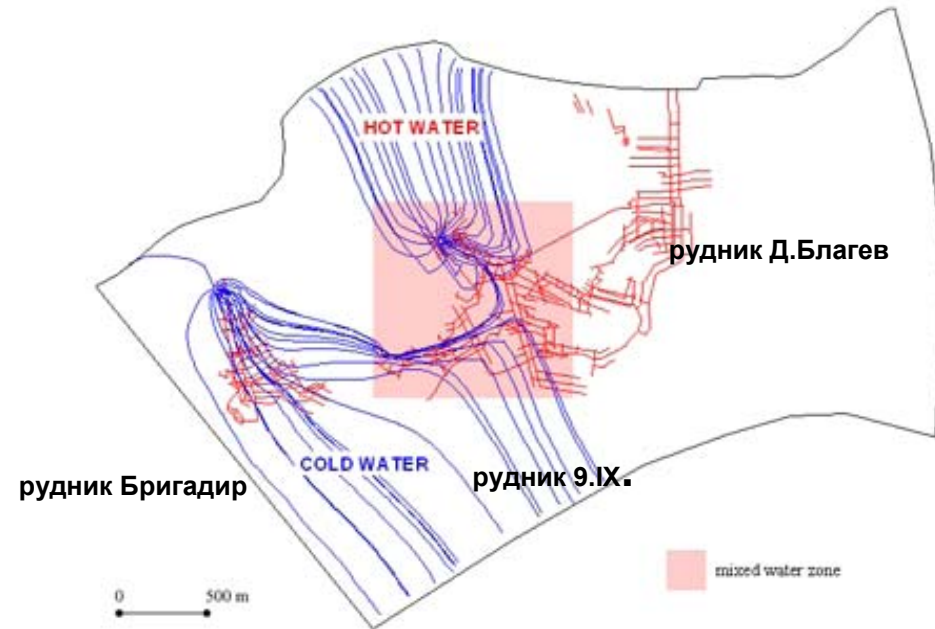 HOT WATER
рудник Д.Благев
COLD WATER
рудник 9.IX.
рудник Бригадир
mixed water zone
0 500 m